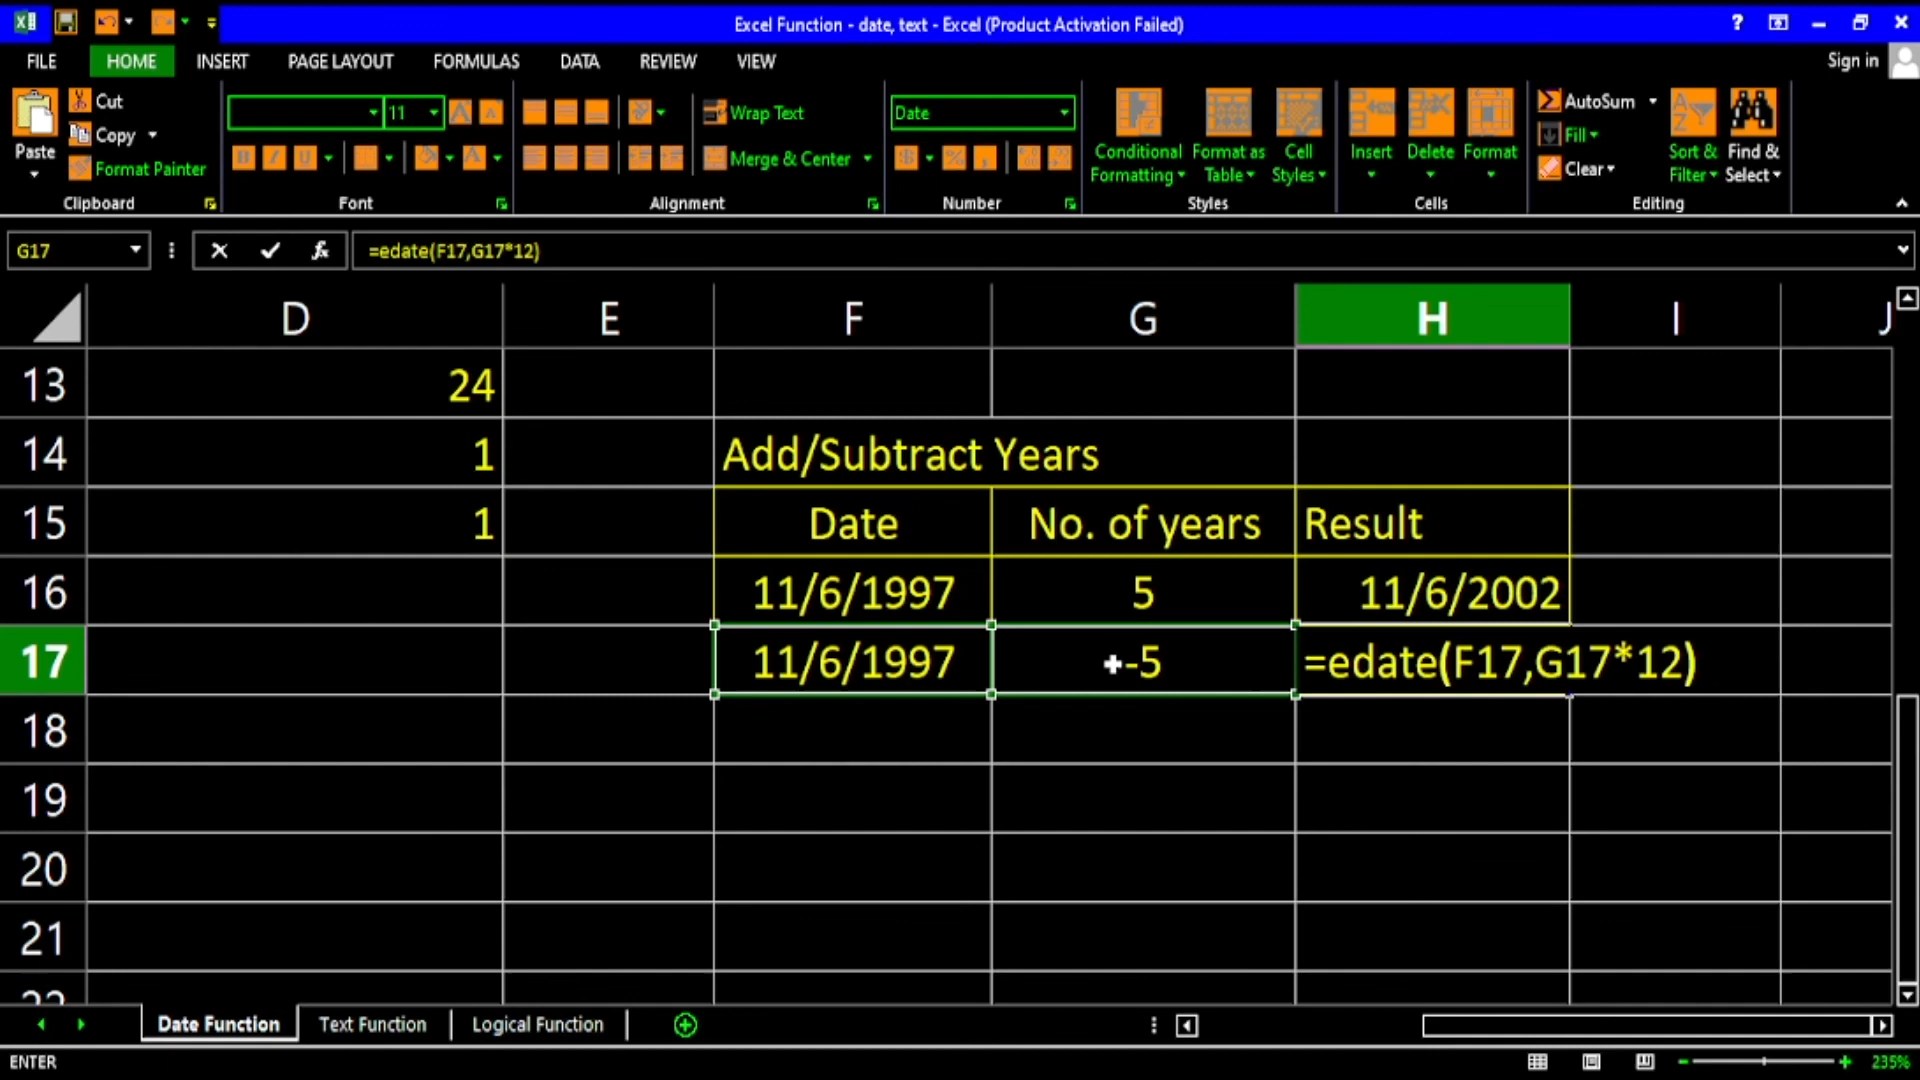 Excel Function - date, text - Excel (Product Activation Failed)
FILE HOME INSERT PAGE LAYOUT FORMULAS DATA REVIEW VIEW Sign in
Paste
Cut
Copy
Format Painter
Clipboard
11
Font
Wrap Text
Merge & Center
Alignment
Date
Number
Conditional Formatting
Format as Table
Cell Styles
Styles
Insert Delete Format
Cells
AutoSum
Fill
Clear
Sort & Filter
Find & Select
Editing
G17 =edate(F17,G17*12)
D E F G H I J
13 24
14 1 Add/Subtract Years
15 1 Date No. of years Result
16 11/6/1997 5 11/6/2002
17 11/6/1997 -5 =edate(F17,G17*12)
18
19
20
21
22
Date Function Text Function Logical Function
ENTER 235%